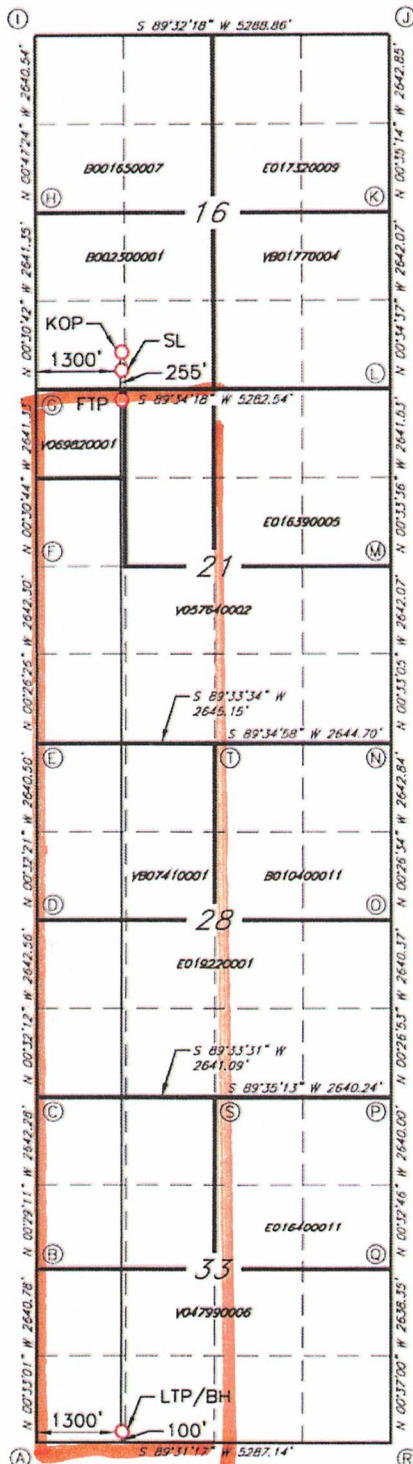 I
S 89°32'18" W 5288.86'
J
N 00°47'24" W 2640.54'
N 00°35'14" W 2642.85'
B001650007
E017320009
H
K
16
N 00°30'42" W 2641.35'
N 00°34'37" W 2642.07'
B002300001
VB01770004
KOP
SL
1300'
255'
L
G
FTP
S 89°34'18" W 5282.54'
V069820001
N 00°30'44" W 2641.35'
N 00°33'36" W 2641.63'
E016390005
F
M
21
V057640002
N 00°26'25" W 2642.30'
N 00°33'05" W 2642.07'
S 89°33'34" W
2645.15'
S 89°34'58" W 2644.70'
E
T
N
N 00°32'21" W 2640.50'
N 00°26'34" W 2642.84'
VB07410001
B010400011
D
O
28
E019220001
N 00°32'12" W 2642.56'
N 00°26'53" W 2640.37'
S 89°33'31" W
2641.09'
S 89°35'13" W 2640.24'
C
S
P
N 00°29'11" W 2642.28'
N 00°32'46" W 2640.00'
E016400011
B
Q
33
V047990006
N 00°33'01" W 2640.78'
N 00°37'00" W 2638.35'
LTP/BH
1300'
100'
A
S 89°31'17" W 5287.14'
R